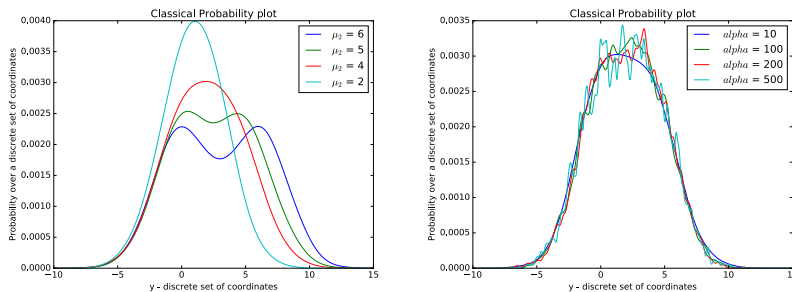 Classical Probability plot
Probability over a discrete set of coordinates
0.0040
0.0035
0.0030
0.0025
0.0020
0.0015
0.0010
0.0005
0.0000
−10 −5 0 5 10 15
y - discrete set of coordinates
μ₂ = 6
μ₂ = 5
μ₂ = 4
μ₂ = 2
Classical Probability plot
Probability over a discrete set of coordinates
0.0035
0.0030
0.0025
0.0020
0.0015
0.0010
0.0005
0.0000
−10 −5 0 5 10 15
y - discrete set of coordinates
alpha = 10
alpha = 100
alpha = 200
alpha = 500